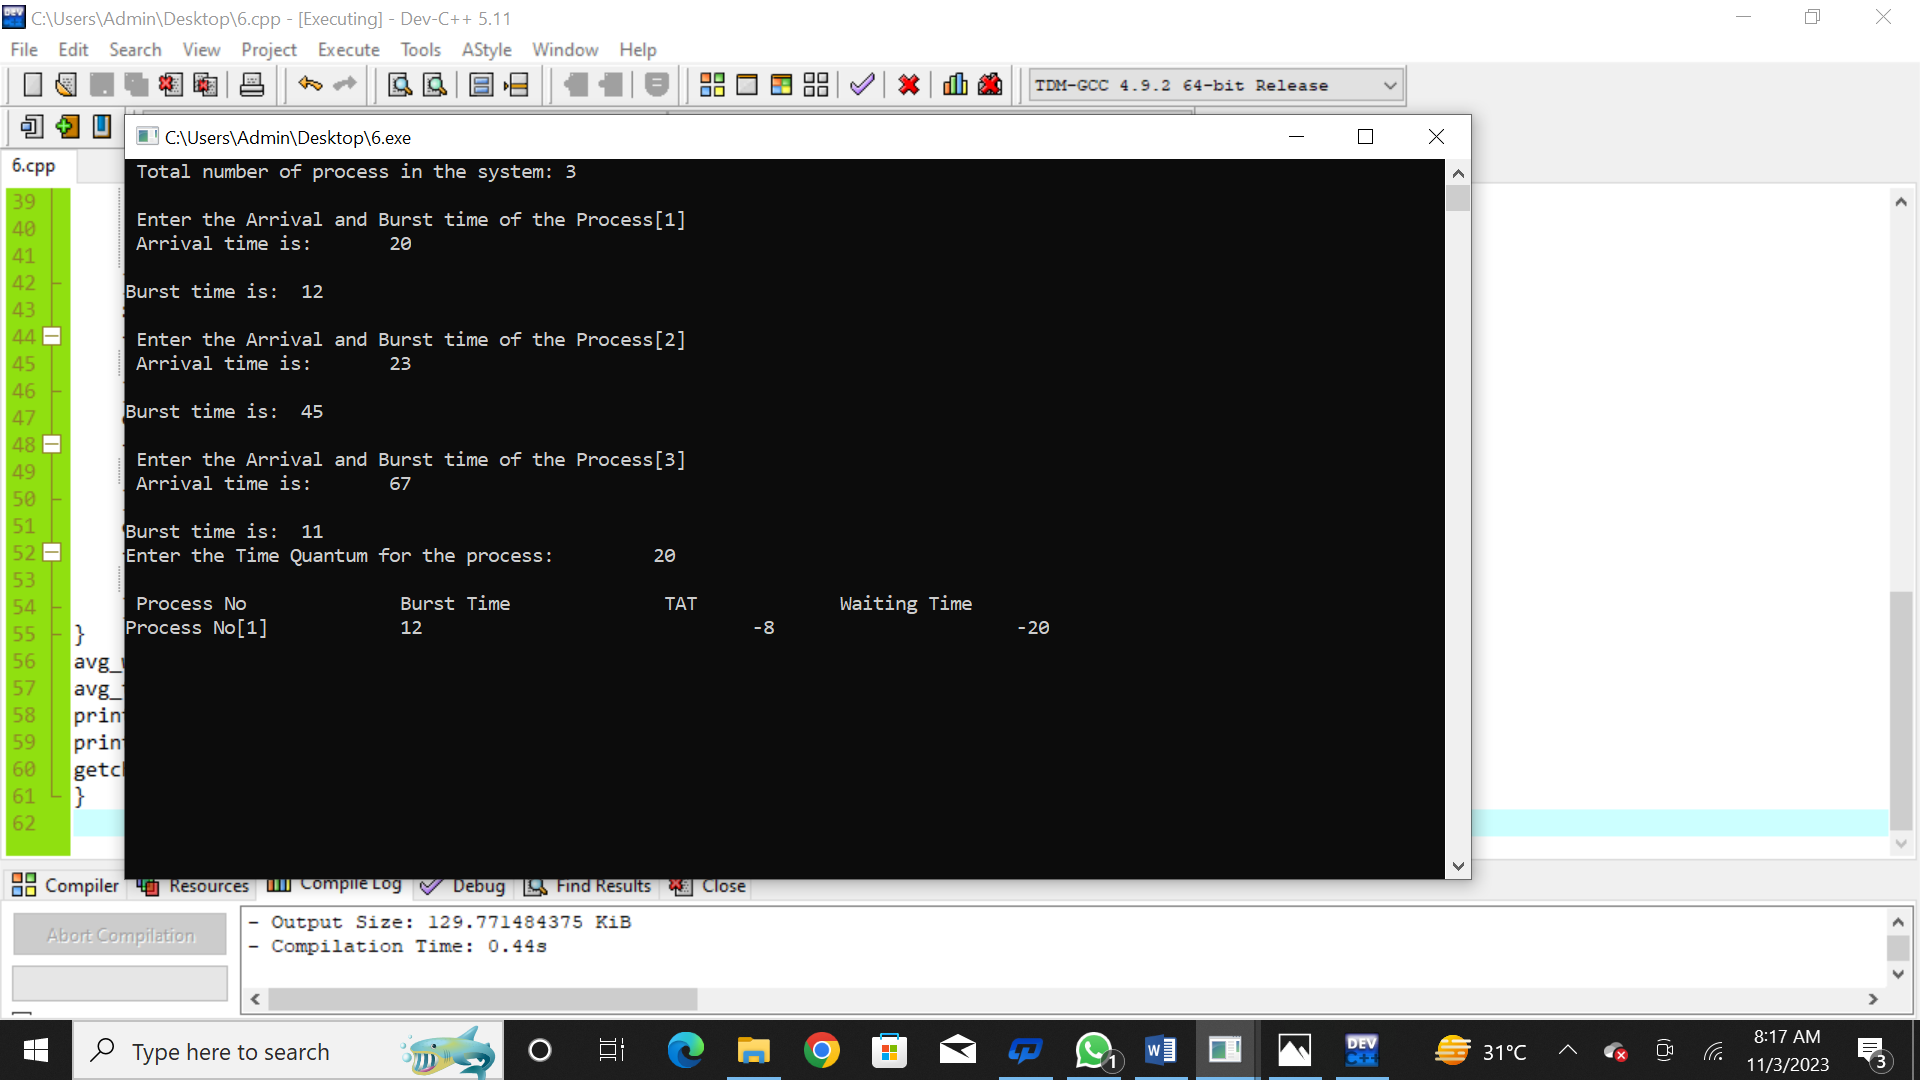 C:\Users\Admin\Desktop\6.cpp - [Executing] - Dev-C++ 5.11
File Edit Search View Project Execute Tools AStyle Window Help
TDM-GCC 4.9.2 64-bit Release
C:\Users\Admin\Desktop\6.exe
6.cpp
Total number of process in the system: 3
Enter the Arrival and Burst time of the Process[1]
Arrival time is: 20
Burst time is: 12
Enter the Arrival and Burst time of the Process[2]
Arrival time is: 23
Burst time is: 45
Enter the Arrival and Burst time of the Process[3]
Arrival time is: 67
Burst time is: 11
Enter the Time Quantum for the process: 20
Process No Burst Time TAT Waiting Time
Process No[1] 12 -8 -20
39
40
41
42
43
44
45
46
47
48
49
50
51
52
53
54
55 }
56 avg_
57 avg_
58 prin
59 prin
60 getc
61 }
62
Compiler Resources Compile Log Debug Find Results Close
Abort Compilation
- Output Size: 129.771484375 KiB
- Compilation Time: 0.44s
Type here to search
1
W
DEV C++
31°C
8:17 AM
11/3/2023
3